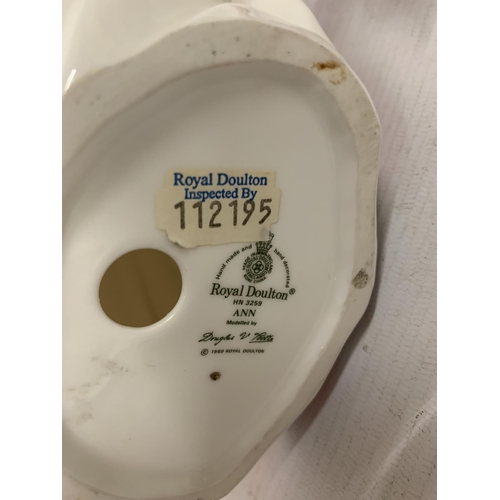 Royal Doulton
Inspected By
112195
Hand made and hand decorated
Royal Doulton®
HN 3259
ANN
Modelled by
Douglas V
© 1989 ROYAL DOULTON